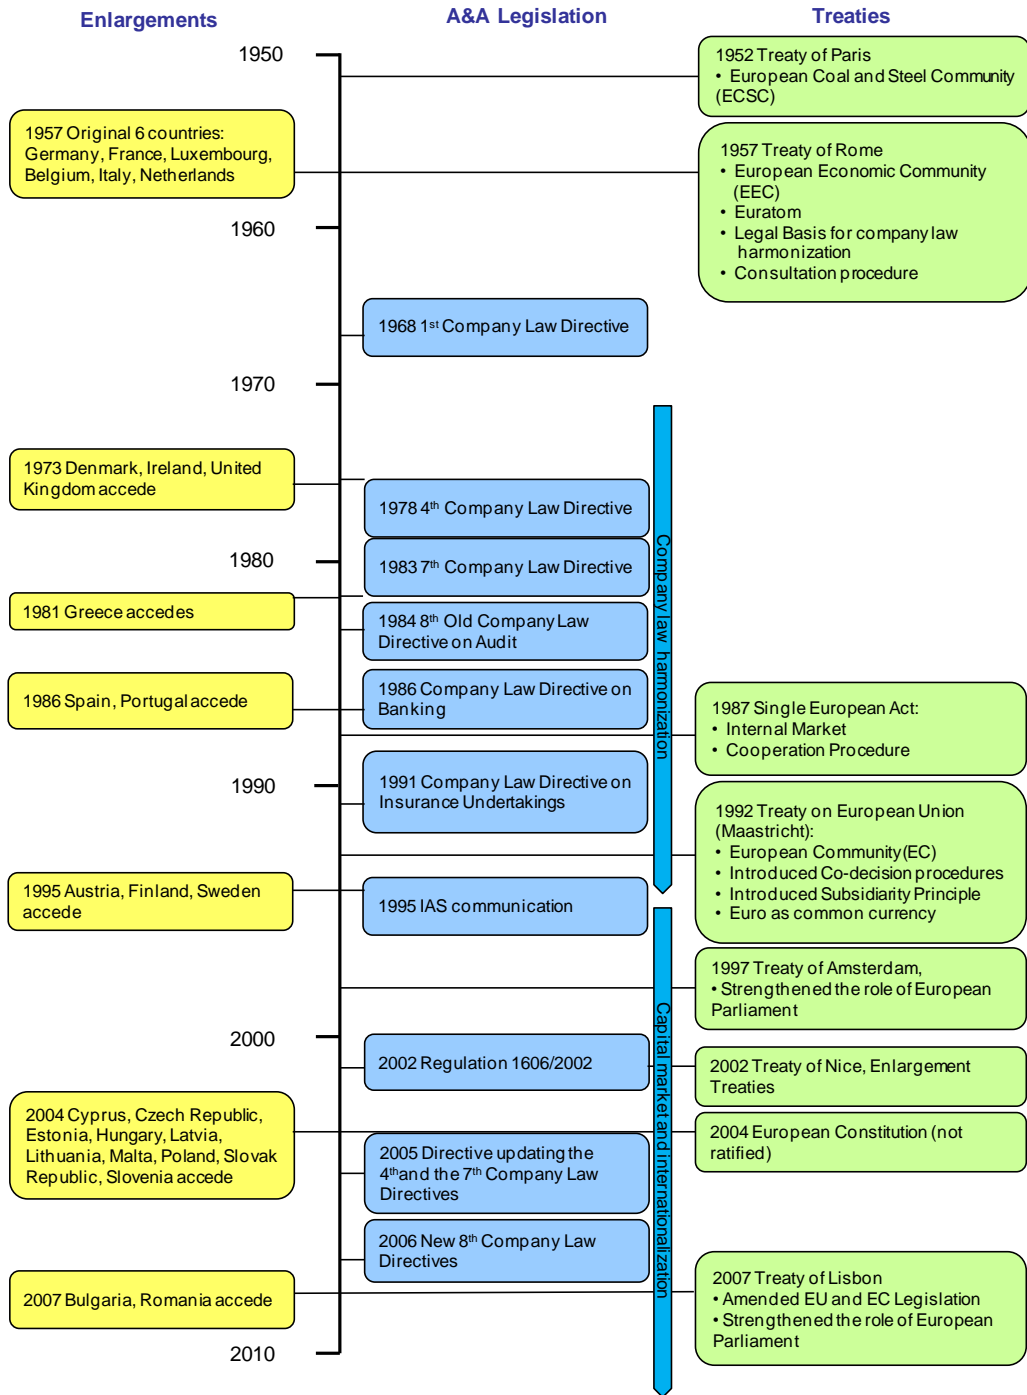 Enlargements
A&A Legislation
Treaties
1950
1952 Treaty of Paris
• European Coal and Steel Community
(ECSC)
1957 Original 6 countries:
Germany, France, Luxembourg,
Belgium, Italy, Netherlands
1957 Treaty of Rome
• European Economic Community
(EEC)
• Euratom
• Legal Basis for company law
harmonization
• Consultation procedure
1960
1968 1st Company Law Directive
1970
1973 Denmark, Ireland, United
Kingdom accede
1978 4th Company Law Directive
1980
1983 7th Company Law Directive
1981 Greece accedes
1984 8th Old Company Law
Directive on Audit
Company law harmonization
1986 Spain, Portugal accede
1986 Company Law Directive on
Banking
1987 Single European Act:
• Internal Market
• Cooperation Procedure
1990
1991 Company Law Directive on
Insurance Undertakings
1992 Treaty on European Union
(Maastricht):
• European Community(EC)
• Introduced Co-decision procedures
• Introduced Subsidiarity Principle
• Euro as common currency
1995 Austria, Finland, Sweden
accede
1995 IAS communication
1997 Treaty of Amsterdam,
• Strengthened the role of European
Parliament
Capital market and internationalization
2000
2002 Regulation 1606/2002
2002 Treaty of Nice, Enlargement
Treaties
2004 Cyprus, Czech Republic,
Estonia, Hungary, Latvia,
Lithuania, Malta, Poland, Slovak
Republic, Slovenia accede
2004 European Constitution (not
ratified)
2005 Directive updating the
4th and the 7th Company Law
Directives
2006 New 8th Company Law
Directives
2007 Bulgaria, Romania accede
2007 Treaty of Lisbon
• Amended EU and EC Legislation
• Strengthened the role of European
Parliament
2010